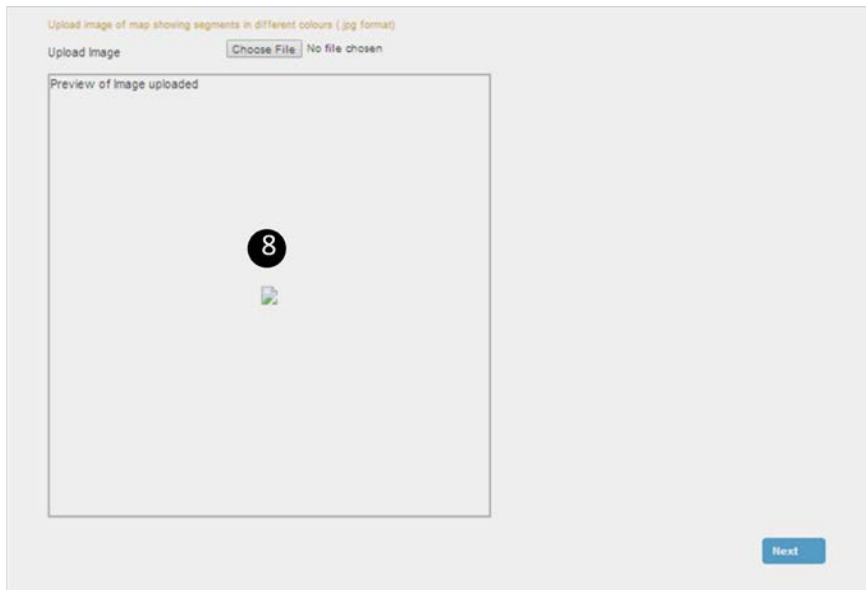 Upload image of map showing segments in different colours (.jpg format)
Upload Image Choose File No file chosen
Preview of Image uploaded
8
Next